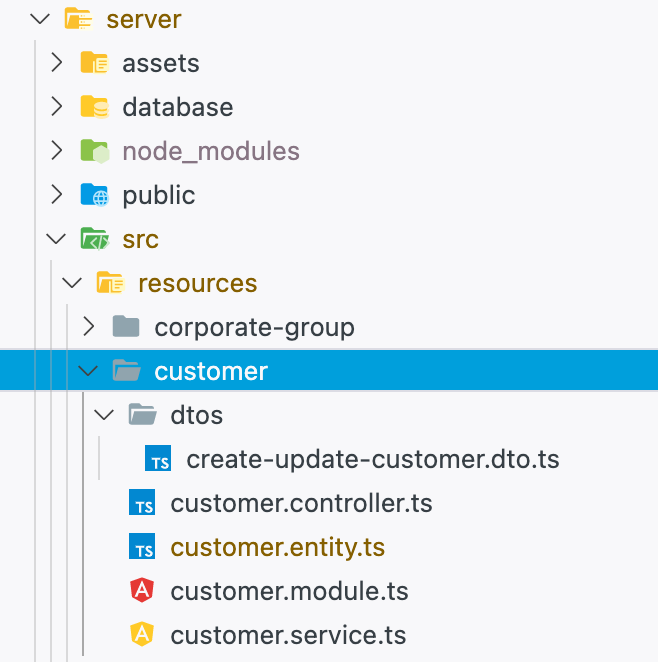 server
assets
database
node_modules
public
src
resources
corporate-group
customer
dtos
TS create-update-customer.dto.ts
TS customer.controller.ts
TS customer.entity.ts
A customer.module.ts
A customer.service.ts